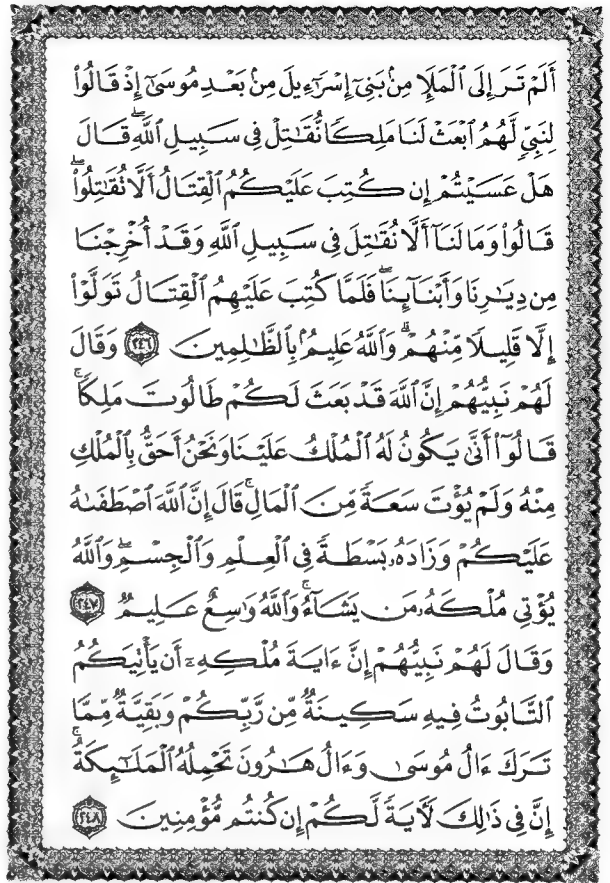 أَلَمْ تَرَ إِلَى ٱلْمَلَإِ مِنۢ بَنِىٓ إِسْرَٰٓءِيلَ مِنۢ بَعْدِ مُوسَىٰٓ إِذْ قَالُوا۟
لِنَبِىٍّ لَّهُمُ ٱبْعَثْ لَنَا مَلِكًا نُّقَٰتِلْ فِى سَبِيلِ ٱللَّهِ ۖ قَالَ
هَلْ عَسَيْتُمْ إِن كُتِبَ عَلَيْكُمُ ٱلْقِتَالُ أَلَّا تُقَٰتِلُوا۟ ۖ
قَالُوا۟ وَمَا لَنَآ أَلَّا نُقَٰتِلَ فِى سَبِيلِ ٱللَّهِ وَقَدْ أُخْرِجْنَا
مِن دِيَٰرِنَا وَأَبْنَآئِنَا ۖ فَلَمَّا كُتِبَ عَلَيْهِمُ ٱلْقِتَالُ تَوَلَّوْا۟
إِلَّا قَلِيلًا مِّنْهُمْ ۗ وَٱللَّهُ عَلِيمٌۢ بِٱلظَّٰلِمِينَ ٢٤٦ وَقَالَ
لَهُمْ نَبِيُّهُمْ إِنَّ ٱللَّهَ قَدْ بَعَثَ لَكُمْ طَالُوتَ مَلِكًا ۚ
قَالُوٓا۟ أَنَّىٰ يَكُونُ لَهُ ٱلْمُلْكُ عَلَيْنَا وَنَحْنُ أَحَقُّ بِٱلْمُلْكِ
مِنْهُ وَلَمْ يُؤْتَ سَعَةً مِّنَ ٱلْمَالِ ۚ قَالَ إِنَّ ٱللَّهَ ٱصْطَفَىٰهُ
عَلَيْكُمْ وَزَادَهُۥ بَسْطَةً فِى ٱلْعِلْمِ وَٱلْجِسْمِ ۖ وَٱللَّهُ
يُؤْتِى مُلْكَهُۥ مَن يَشَآءُ ۚ وَٱللَّهُ وَٰسِعٌ عَلِيمٌ ٢٤٧
وَقَالَ لَهُمْ نَبِيُّهُمْ إِنَّ ءَايَةَ مُلْكِهِۦٓ أَن يَأْتِيَكُمُ
ٱلتَّابُوتُ فِيهِ سَكِينَةٌ مِّن رَّبِّكُمْ وَبَقِيَّةٌ مِّمَّا
تَرَكَ ءَالُ مُوسَىٰ وَءَالُ هَٰرُونَ تَحْمِلُهُ ٱلْمَلَٰٓئِكَةُ ۚ
إِنَّ فِى ذَٰلِكَ لَءَايَةً لَّكُمْ إِن كُنتُم مُّؤْمِنِينَ ٢٤٨